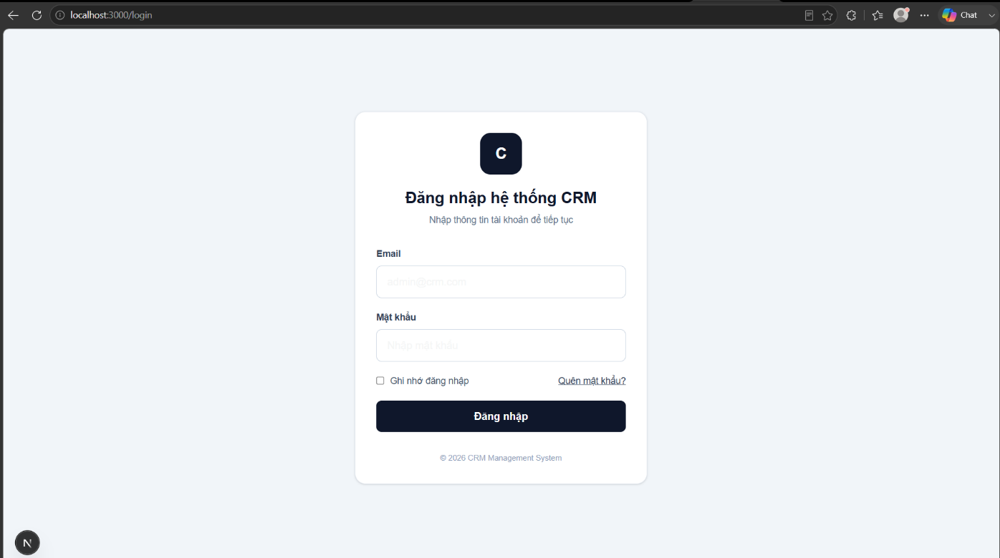 localhost:3000/login
Chat
C
Đăng nhập hệ thống CRM
Nhập thông tin tài khoản để tiếp tục
Email
admin@crm.com
Mật khẩu
Nhập mật khẩu
Ghi nhớ đăng nhập
Quên mật khẩu?
Đăng nhập
© 2026 CRM Management System
N